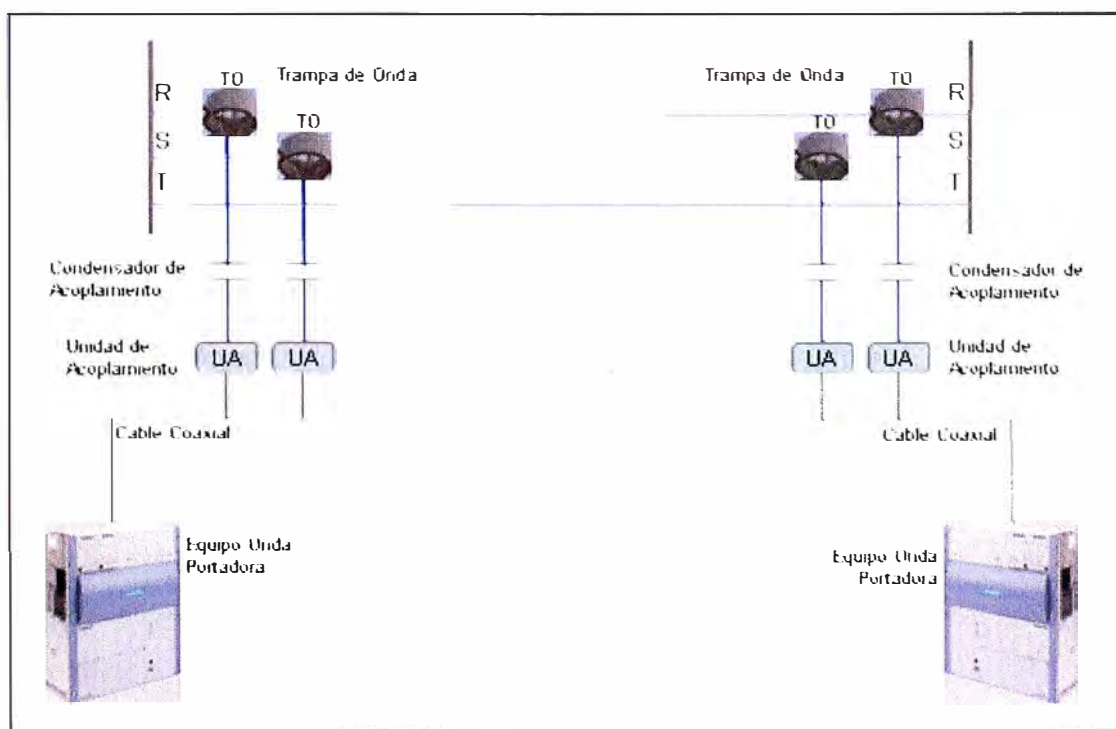 R
S
T
TO
Trampa de Onda
TO
Trampa de Onda
TO
TO
R
S
T
Condensador de
Acoplamiento
Condensador de
Acoplamiento
Unidad de
Acoplamiento
UA
UA
UA
UA
Unidad de
Acoplamiento
Cable Coaxial
Cable Coaxial
Equipo Onda
Portadora
Equipo Onda
Portadora